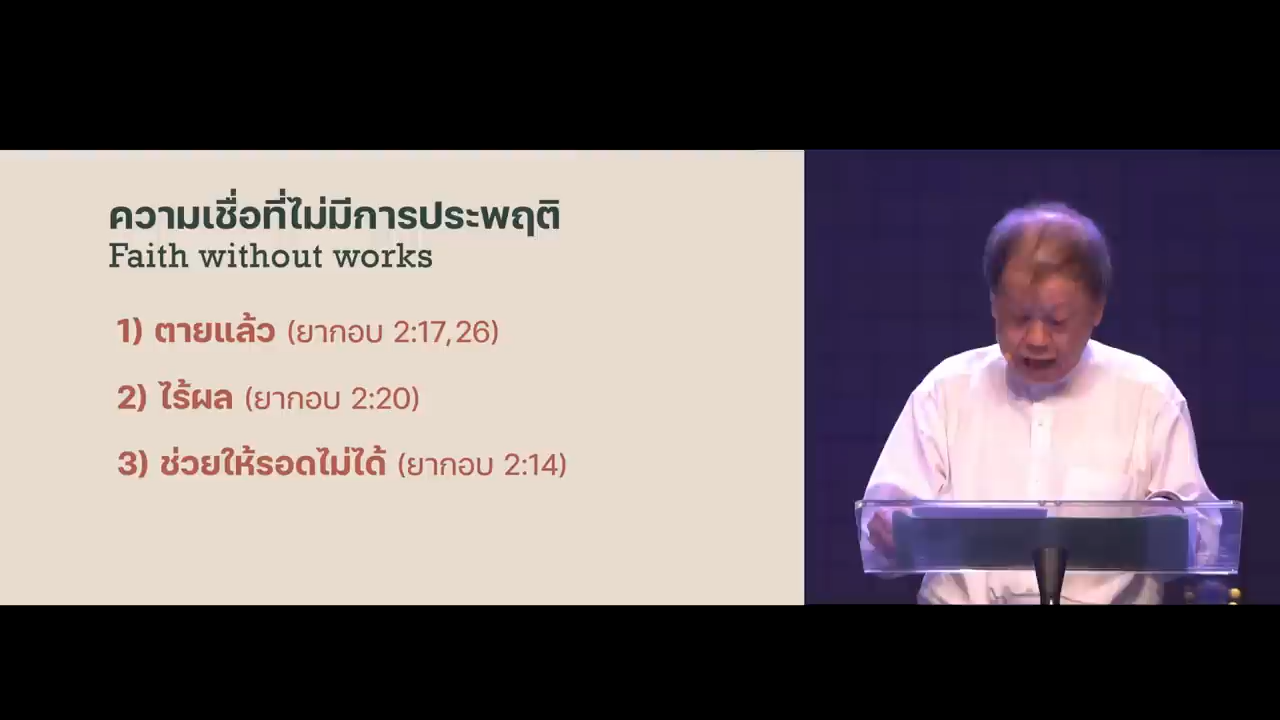 ความเชื่อที่ไม่มีการประพฤติ
Faith without works
1) ตายแล้ว (ยากอบ 2:17,26)
2) ไร้ผล (ยากอบ 2:20)
3) ช่วยให้รอดไม่ได้ (ยากอบ 2:14)